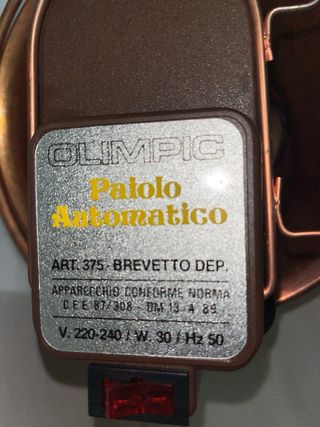 OLIMPIC
Paiolo
Automatico
ART. 375 - BREVETTO DEP.
APPARECCHIO CONFORME NORMA
C.E.E. 87/308 - DM 13-4-89
V. 220-240 / W. 30 / Hz 50